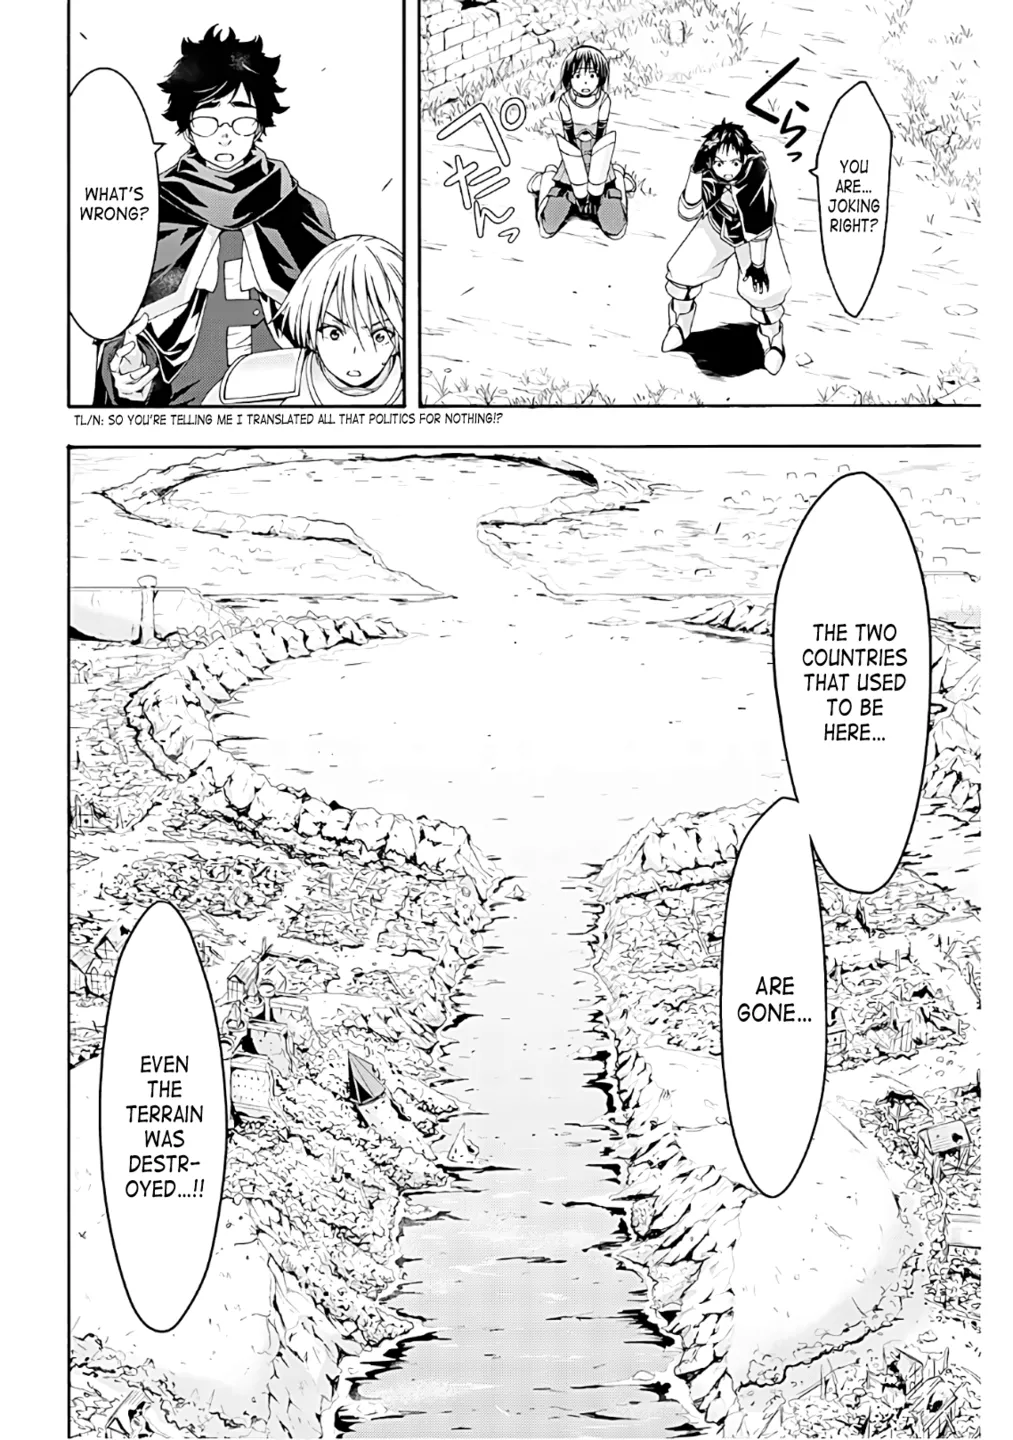 YOU
ARE...
JOKING
RIGHT?
くらっ
ペたんっ
WHAT'S
WRONG?
TL/N: SO YOU'RE TELLING ME I TRANSLATED ALL THAT POLITICS FOR NOTHING!?
THE TWO
COUNTRIES
THAT USED
TO BE
HERE...
ARE
GONE...
EVEN
THE
TERRAIN
WAS
DESTR-
OYED...!!